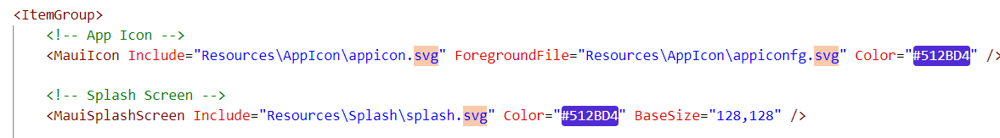 <ItemGroup>
<!-- App Icon -->
<MauiIcon Include="Resources\AppIcon\appicon.svg" ForegroundFile="Resources\AppIcon\appiconfg.svg" Color="#512BD4" />
<!-- Splash Screen -->
<MauiSplashScreen Include="Resources\Splash\splash.svg" Color="#512BD4" BaseSize="128,128" />